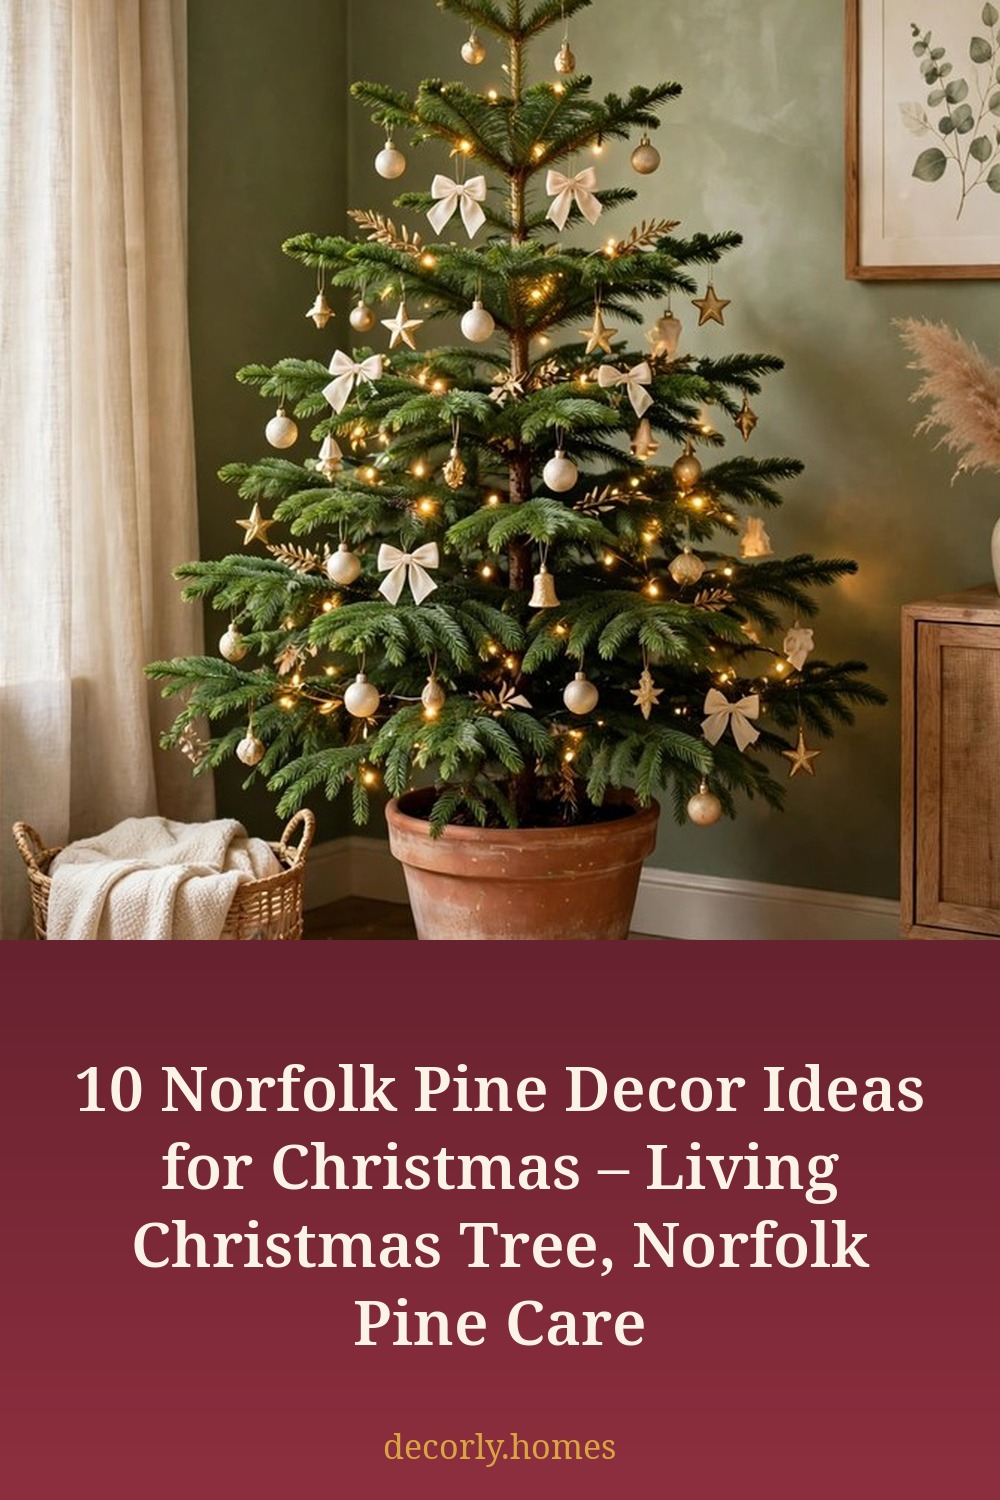 10 Norfolk Pine Decor Ideas
for Christmas – Living
Christmas Tree, Norfolk
Pine Care
decorly.homes